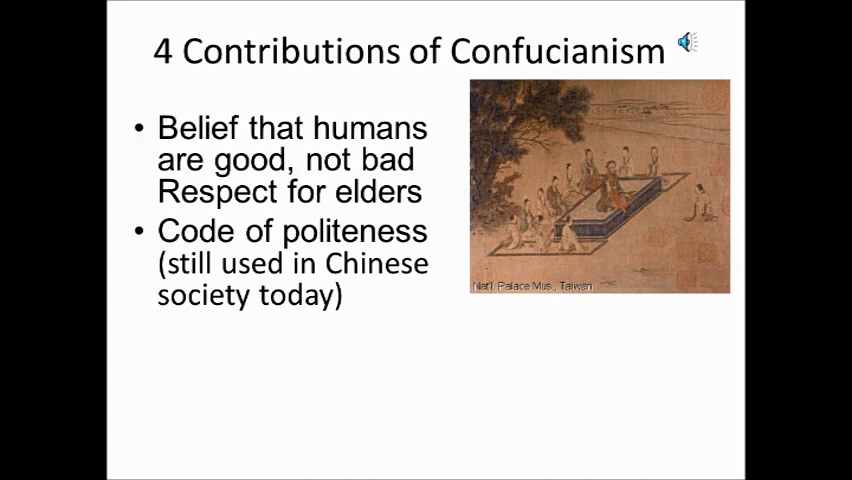 4 Contributions of Confucianism
• Belief that humans
are good, not bad
Respect for elders
• Code of politeness
(still used in Chinese
society today)
Nat'l. Palace Mus., Taiwan